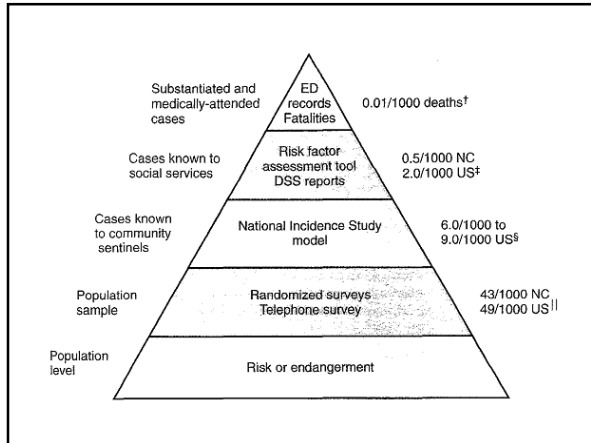 Substantiated and
medically-attended
cases
ED
records
Fatalities
0.01/1000 deaths†
Cases known to
social services
Risk factor
assessment tool
DSS reports
0.5/1000 NC
2.0/1000 US‡
Cases known
to community
sentinels
National Incidence Study
model
6.0/1000 to
9.0/1000 US§
Population
sample
Randomized surveys
Telephone survey
43/1000 NC
49/1000 US||
Population
level
Risk or endangerment